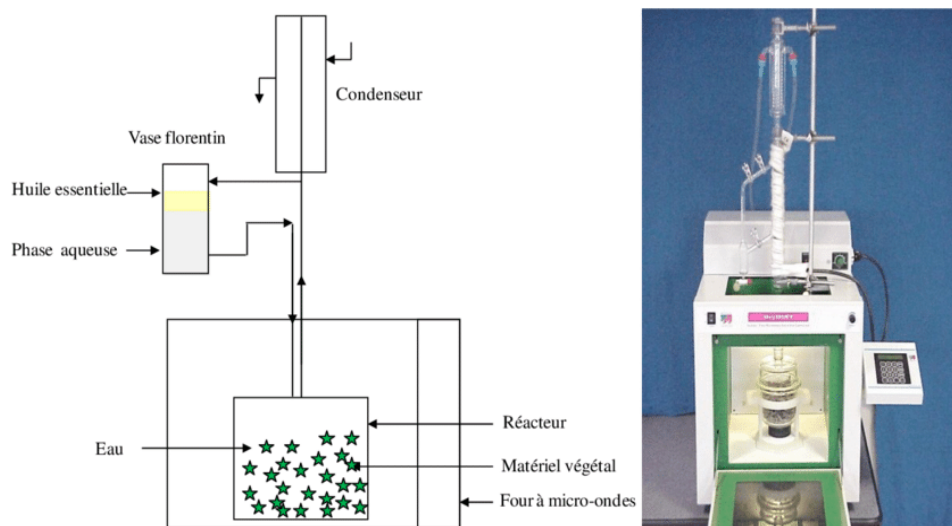 Condenseur
Vase florentin
Huile essentielle
Phase aqueuse
Réacteur
Eau
Matériel végétal
Four à micro-ondes